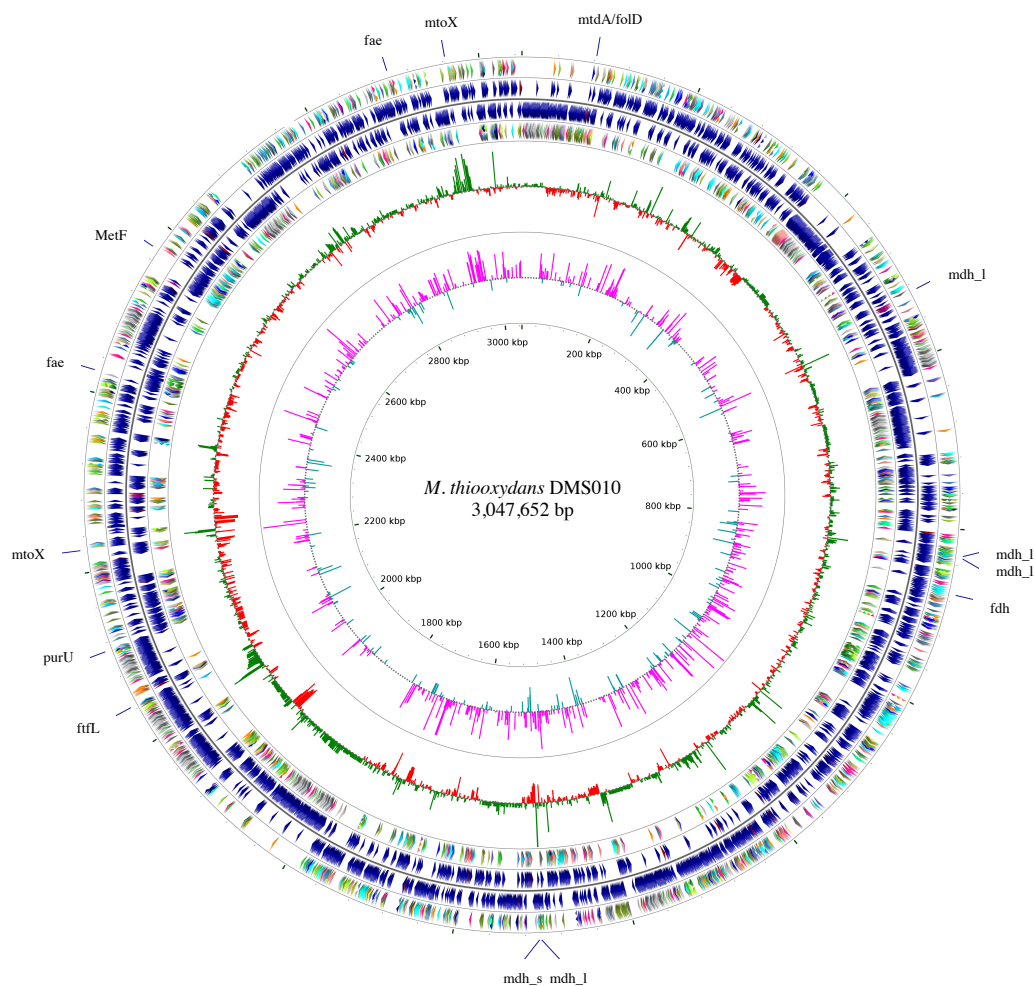 mtoX
mtdA/folD
fae
MetF
mdh_l
3000 kbp
200 kbp
2800 kbp
400 kbp
2600 kbp
fae
600 kbp
2400 kbp
M. thiooxydans DMS010
3,047,652 bp
800 kbp
2200 kbp
mtoX
mdh_l
mdh_l
1000 kbp
2000 kbp
fdh
1200 kbp
1800 kbp
1600 kbp
1400 kbp
purU
ftfL
mdh_s mdh_l